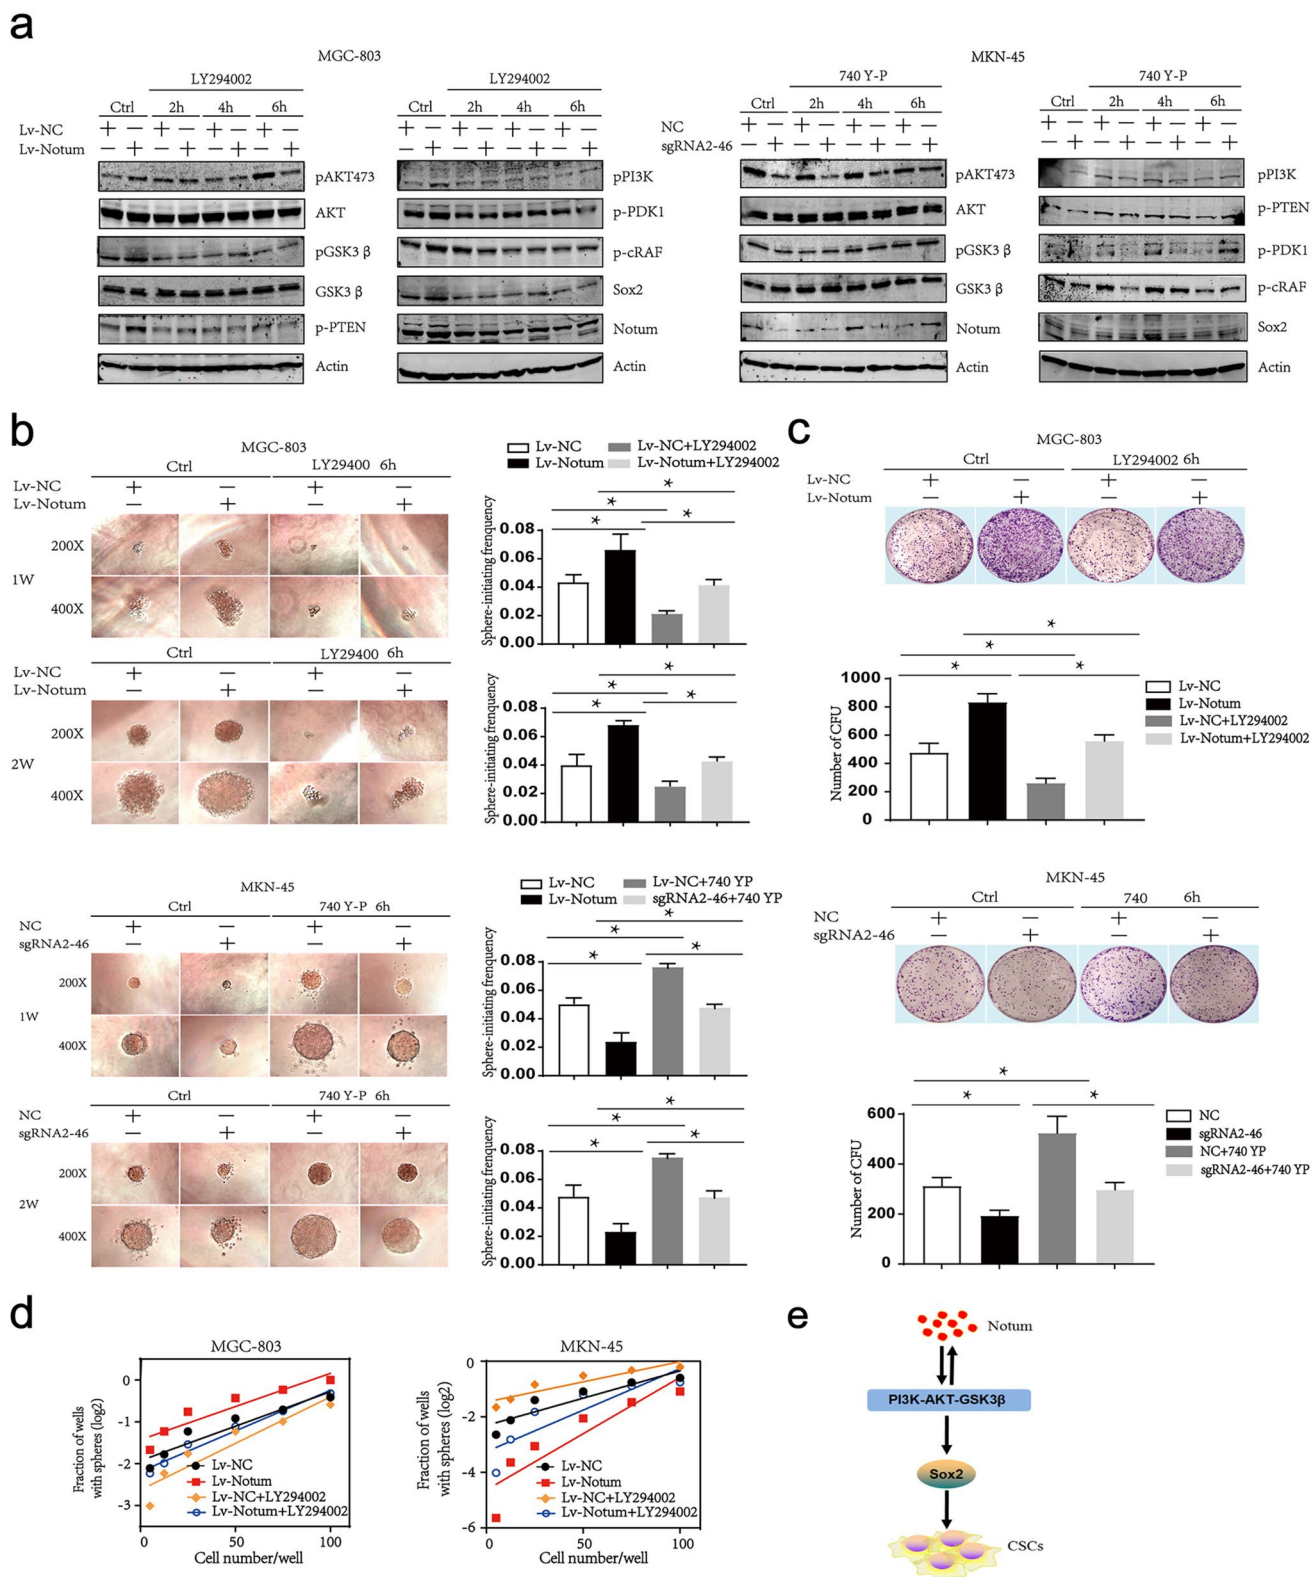 a
MGC-803
LY294002
Ctrl 2h 4h 6h
Lv-NC + − + − + − + −
Lv-Notum − + − + − + − +
pAKT473
AKT
pGSK3 β
GSK3 β
p-PTEN
Actin
LY294002
Ctrl 2h 4h 6h
+ − + − + − + −
− + − + − + − +
pPI3K
p-PDK1
p-cRAF
Sox2
Notum
Actin
MKN-45
740 Y-P
Ctrl 2h 4h 6h
NC + − + − + − + −
sgRNA2-46 − + − + − + − +
pAKT473
AKT
pGSK3 β
GSK3 β
Notum
Actin
740 Y-P
Ctrl 2h 4h 6h
+ − + − + − + −
− + − + − + − +
pPI3K
p-PTEN
p-PDK1
p-cRAF
Sox2
Actin
b
MGC-803
Ctrl LY29400 6h
Lv-NC + − + −
Lv-Notum − + − +
200X
1W
400X
Ctrl LY29400 6h
Lv-NC + − + −
Lv-Notum − + − +
200X
2W
400X
Lv-NC Lv-NC+LY294002
Lv-Notum Lv-Notum+LY294002
*
*
* *
Sphere-initiating frenquency
0.08
0.06
0.04
0.02
0.00
*
*
* *
Sphere-initiating frenquency
0.08
0.06
0.04
0.02
0.00
MKN-45
Ctrl 740 Y-P 6h
NC + − + −
sgRNA2-46 − + − +
200X
1W
400X
Ctrl 740 Y-P 6h
NC + − + −
sgRNA2-46 − + − +
200X
2W
400X
Lv-NC Lv-NC+740 YP
Lv-Notum sgRNA2-46+740 YP
*
*
* *
Sphere-initiating frenquency
0.08
0.06
0.04
0.02
0.00
*
*
* *
Sphere-initiating frenquency
0.08
0.06
0.04
0.02
0.00
c
MGC-803
Ctrl LY294002 6h
Lv-NC + − + −
Lv-Notum − + − +
*
*
* *
Number of CFU
1000
800
600
400
200
0
Lv-NC
Lv-Notum
Lv-NC+LY294002
Lv-Notum+LY294002
MKN-45
Ctrl 740 6h
NC + − + −
sgRNA2-46 − + − +
*
* *
Number of CFU
600
400
200
0
NC
sgRNA2-46
NC+740 YP
sgRNA2-46+740 YP
d
MGC-803
Fraction of wells
with spheres (log2)
0
-1
-2
-3
Lv-NC
Lv-Notum
Lv-NC+LY294002
Lv-Notum+LY294002
0 50 100
Cell number/well
MKN-45
Fraction of wells
with spheres (log2)
0
-2
-4
-6
Lv-NC
Lv-Notum
Lv-NC+LY294002
Lv-Notum+LY294002
0 50 100
Cell number/well
e
Notum
PI3K-AKT-GSK3β
Sox2
CSCs